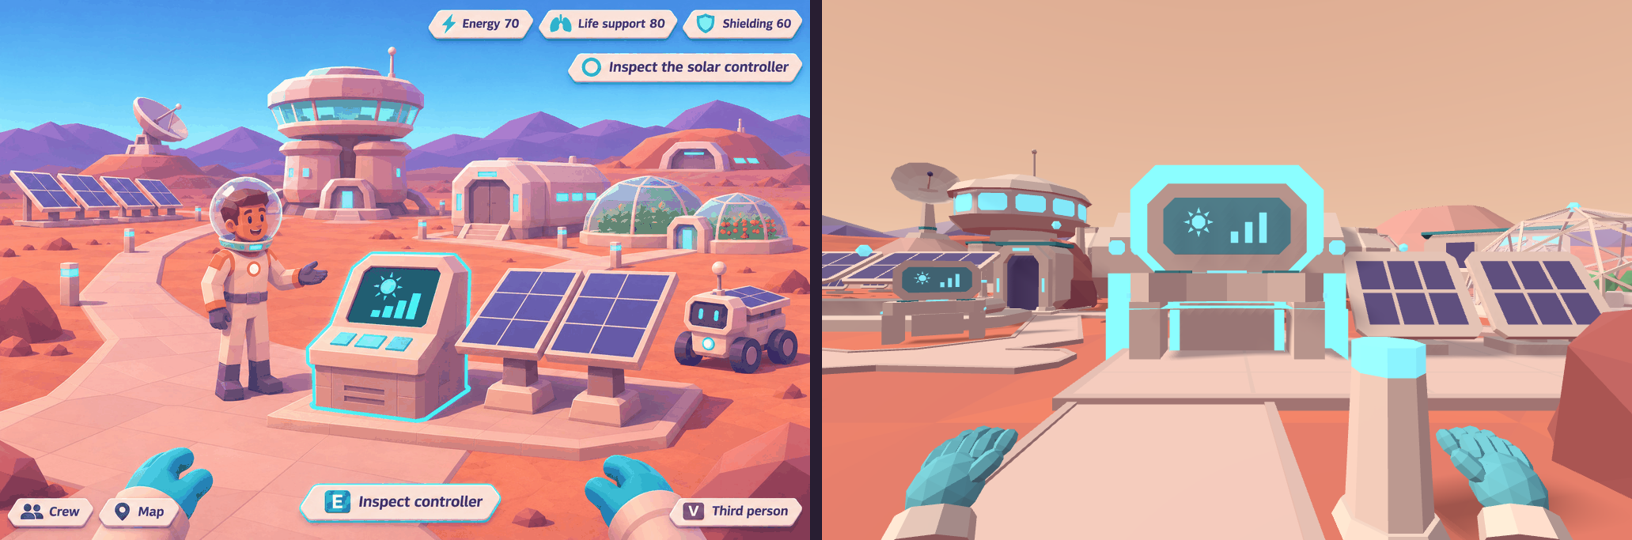 Energy 70
Life support 80
Shielding 60
Inspect the solar controller
E Inspect controller
Crew
Map
V Third person